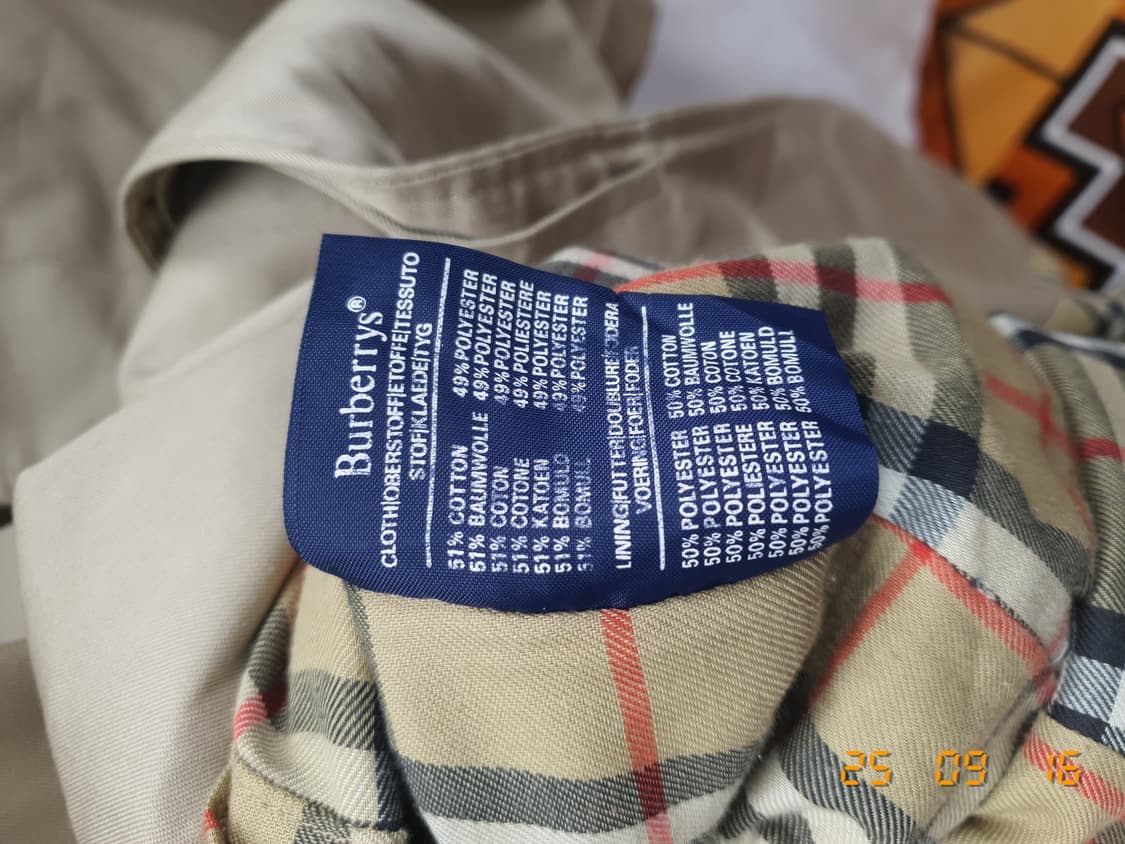 Burberrys®
CLOTH|OBERSTOFF|ETOFFE|TESSUTO
STOF|KLAEDE|TYG
51% COTTON 49% POLYESTER
51% BAUMWOLLE 49% POLYESTER
51% COTON 49% POLYESTER
51% COTONE 49% POLIESTERE
51% KATOEN 49% POLYESTER
51% BOMULD 49% POLYESTER
51% BOMULL 49% POLYESTER
LINING|FUTTER|DOUBLURE|FODERA
VOERING|FOER|FODER
50% POLYESTER 50% COTTON
50% POLYESTER 50% BAUMWOLLE
50% POLYESTER 50% COTON
50% POLIESTERE 50% COTONE
50% POLYESTER 50% KATOEN
50% POLYESTER 50% BOMULD
50% POLYESTER 50% BOMULL
25 09 16